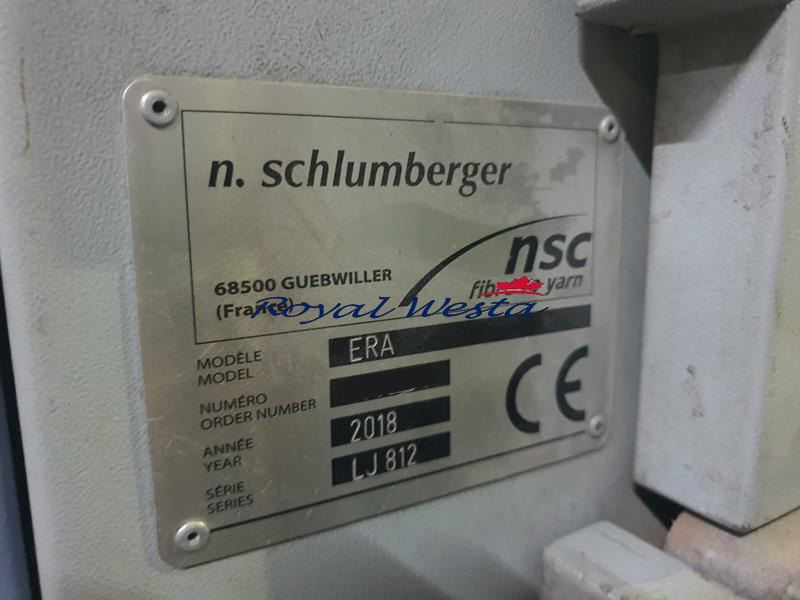 n. schlumberger
nsc
yarn
68500 GUEBWILLER
(France)
Royal Westa
MODÈLE
MODEL
ERA
NUMÉRO
ORDER NUMBER
ANNÉE
YEAR
2018
SÉRIE
SERIES
LJ 812
CE